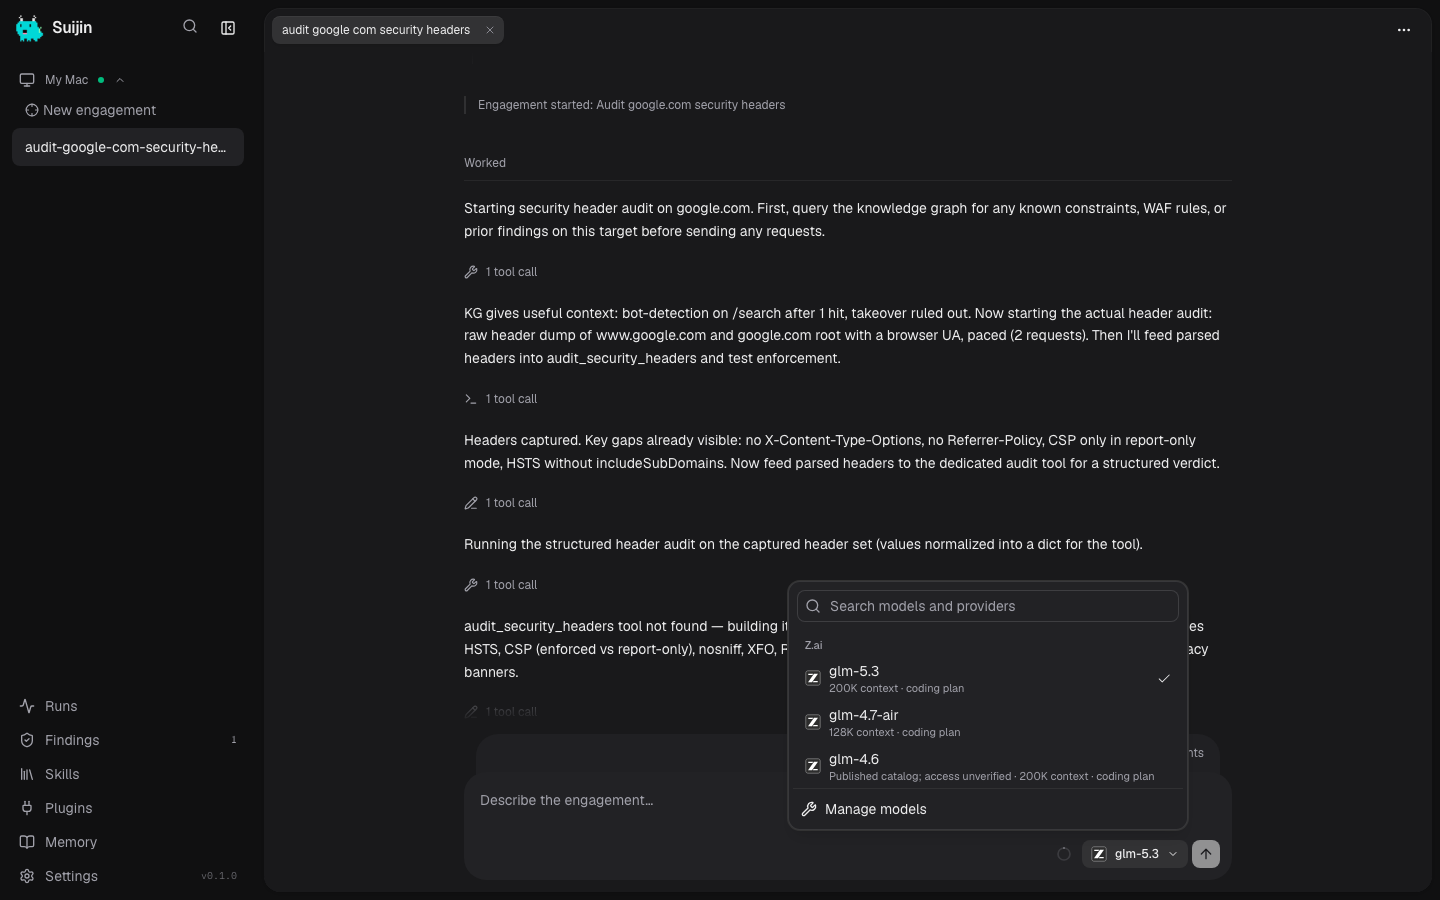 Suijin
My Mac
New engagement
audit-google-com-security-he...
Runs
Findings
1
Skills
Plugins
Memory
Settings
v0.1.0
audit google com security headers
Engagement started: Audit google.com security headers
Worked
Starting security header audit on google.com. First, query the knowledge graph for any known constraints, WAF rules, or
prior findings on this target before sending any requests.
1 tool call
KG gives useful context: bot-detection on /search after 1 hit, takeover ruled out. Now starting the actual header audit:
raw header dump of www.google.com and google.com root with a browser UA, paced (2 requests). Then I'll feed parsed
headers into audit_security_headers and test enforcement.
1 tool call
Headers captured. Key gaps already visible: no X-Content-Type-Options, no Referrer-Policy, CSP only in report-only
mode, HSTS without includeSubDomains. Now feed parsed headers to the dedicated audit tool for a structured verdict.
1 tool call
Running the structured header audit on the captured header set (values normalized into a dict for the tool).
1 tool call
audit_security_headers tool not found — building
HSTS, CSP (enforced vs report-only), nosniff, XFO,
banners.
1 tool call
Search models and providers
Z.ai
glm-5.3
200K context · coding plan
glm-4.7-air
128K context · coding plan
glm-4.6
Published catalog; access unverified · 200K context · coding plan
Manage models
Describe the engagement...
glm-5.3